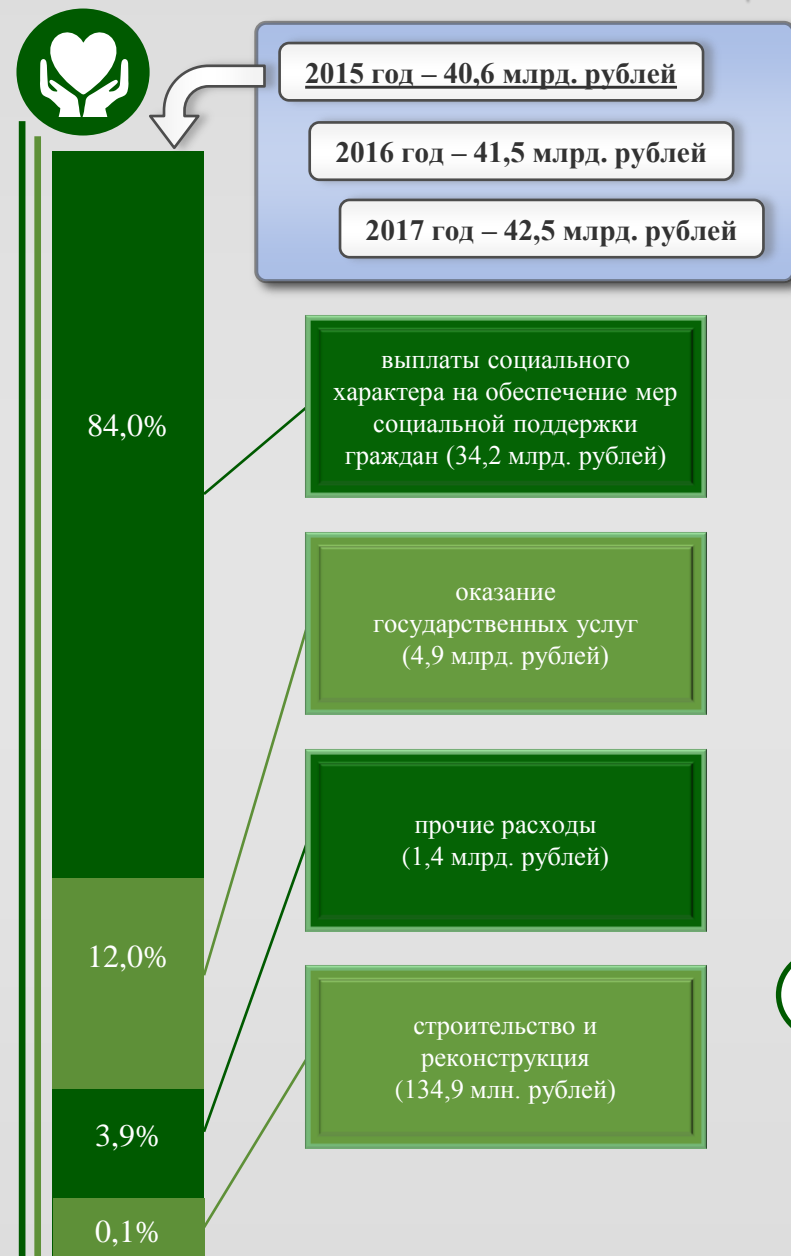 2015 год – 40,6 млрд. рублей
2016 год – 41,5 млрд. рублей
2017 год – 42,5 млрд. рублей
84,0%
выплаты социального
характера на обеспечение мер
социальной поддержки
граждан (34,2 млрд. рублей)
12,0%
оказание
государственных услуг
(4,9 млрд. рублей)
3,9%
прочие расходы
(1,4 млрд. рублей)
0,1%
строительство и
реконструкция
(134,9 млн. рублей)